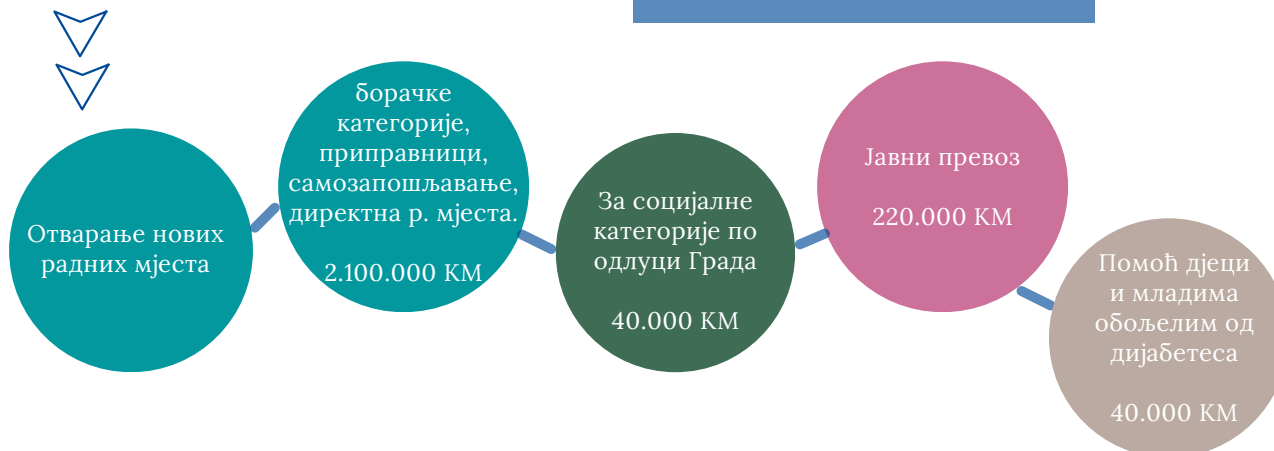 Отварање нових
радних мјеста
борачке
категорије,
приправници,
самозапошљавање,
директна р. мјеста.
2.100.000 КМ
За социјалне
категорије по
одлуци Града
40.000 КМ
Јавни превоз
220.000 КМ
Помоћ дјеци
и младима
обољелим од
дијабетеса
40.000 КМ